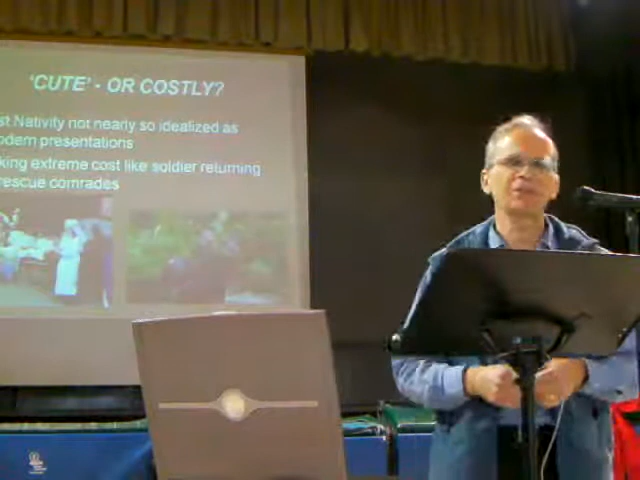 'CUTE' - OR COSTLY?
st Nativity not nearly so idealized as
odern presentations
king extreme cost like soldier returning
rescue comrades